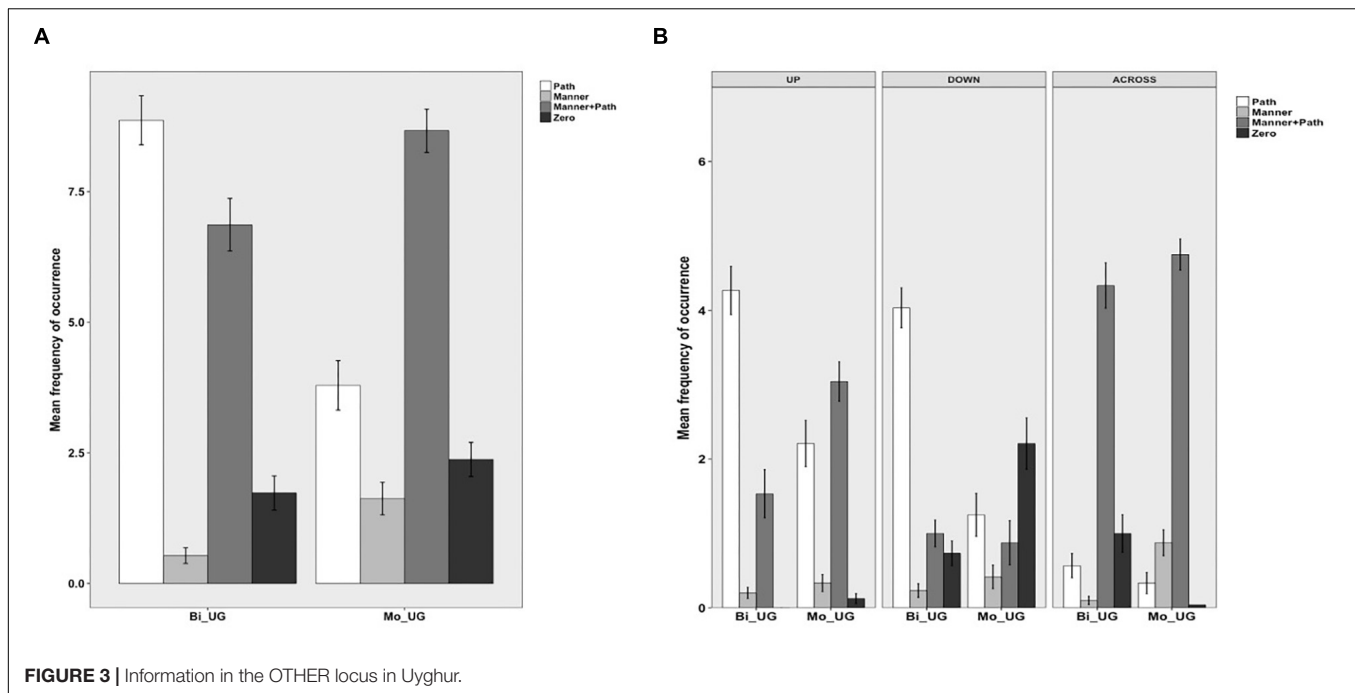 A
Mean frequency of occurrence
7.5
5.0
2.5
0.0
Bi_UG
Mo_UG
Path
Manner
Manner+Path
Zero
B
Mean frequency of occurrence
6
4
2
0
UP
DOWN
ACROSS
Bi_UG
Mo_UG
Bi_UG
Mo_UG
Bi_UG
Mo_UG
Path
Manner
Manner+Path
Zero
FIGURE 3 | Information in the OTHER locus in Uyghur.